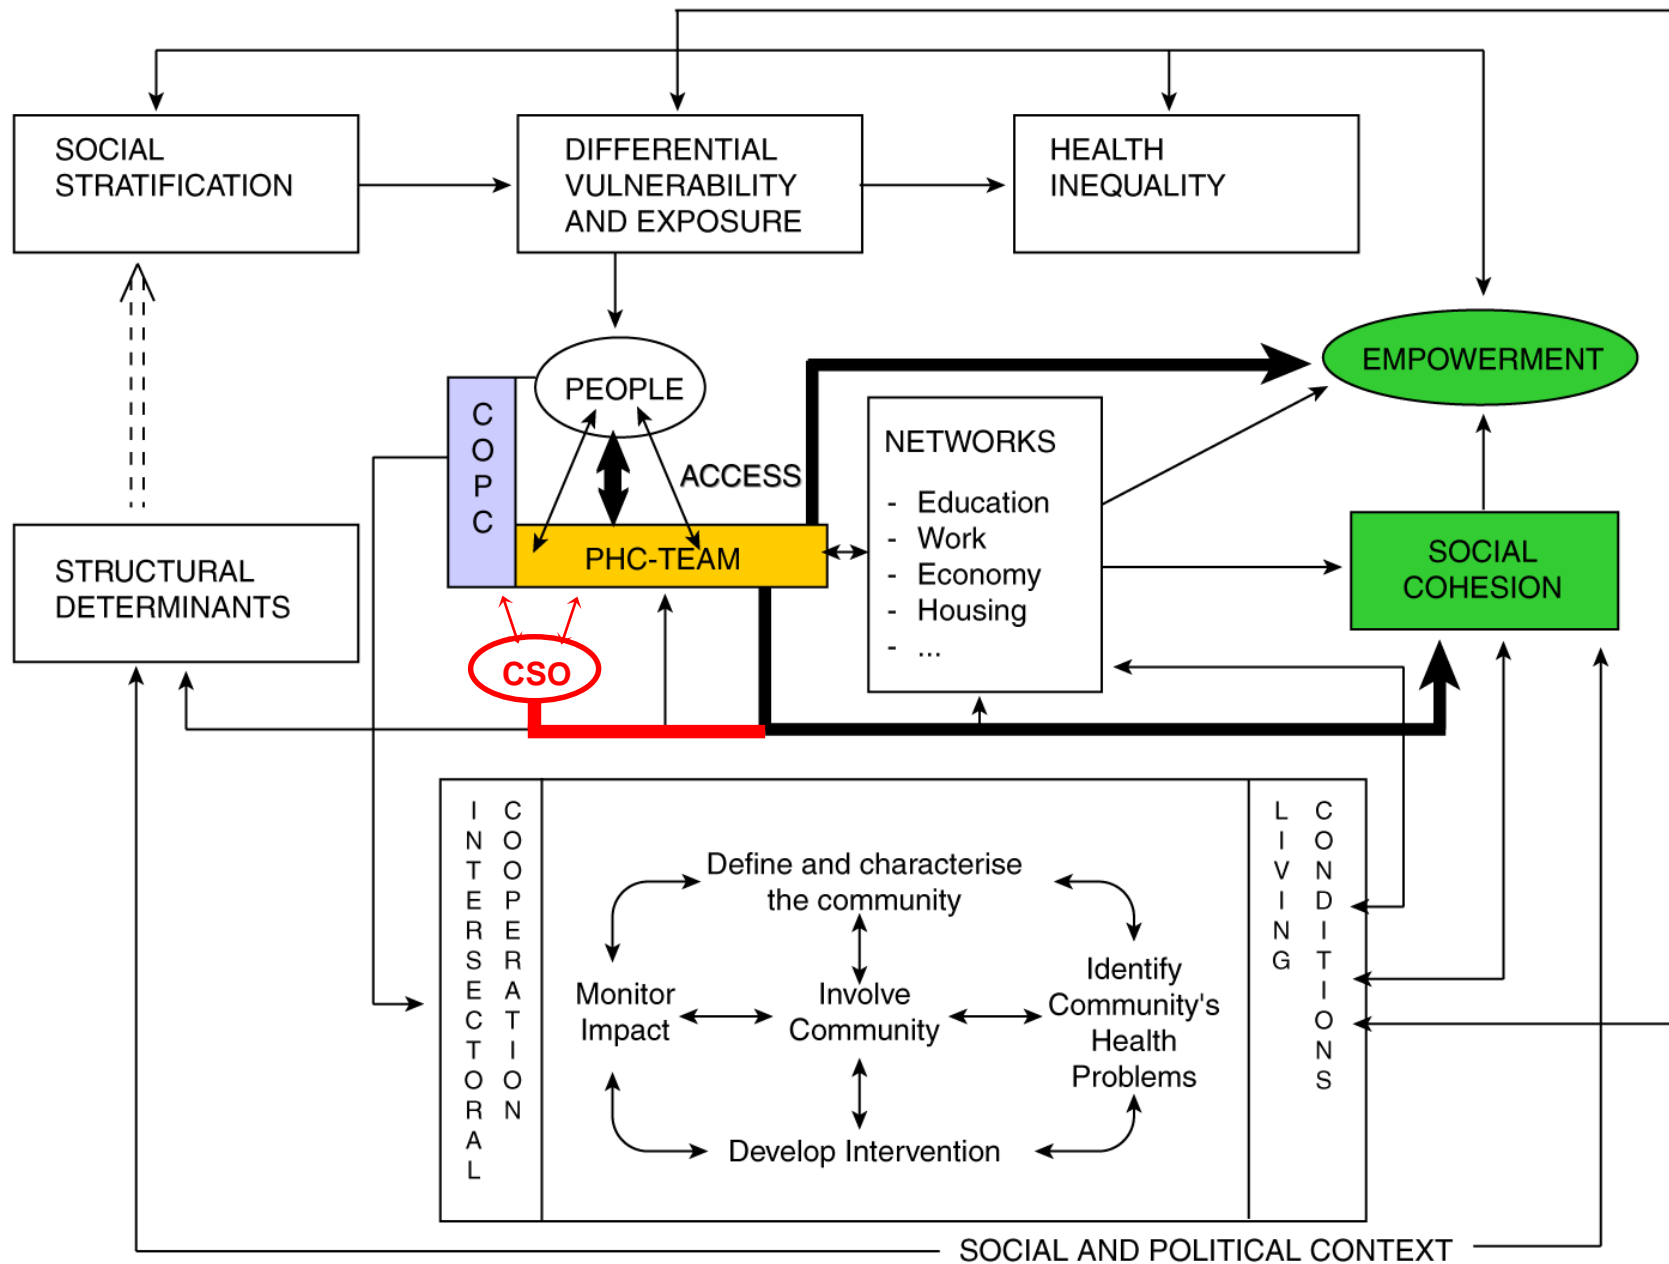 SOCIAL
STRATIFICATION
DIFFERENTIAL
VULNERABILITY
AND EXPOSURE
HEALTH
INEQUALITY
PEOPLE
EMPOWERMENT
COPC
ACCESS
NETWORKS
- Education
- Work
- Economy
- Housing
- ...
PHC-TEAM
SOCIAL
COHESION
STRUCTURAL
DETERMINANTS
CSO
INTERSECTORAL
COOPERATION
Define and characterise
the community
Monitor
Impact
Involve
Community
Identify
Community's
Health
Problems
Develop Intervention
LIVING
CONDITIONS
SOCIAL AND POLITICAL CONTEXT